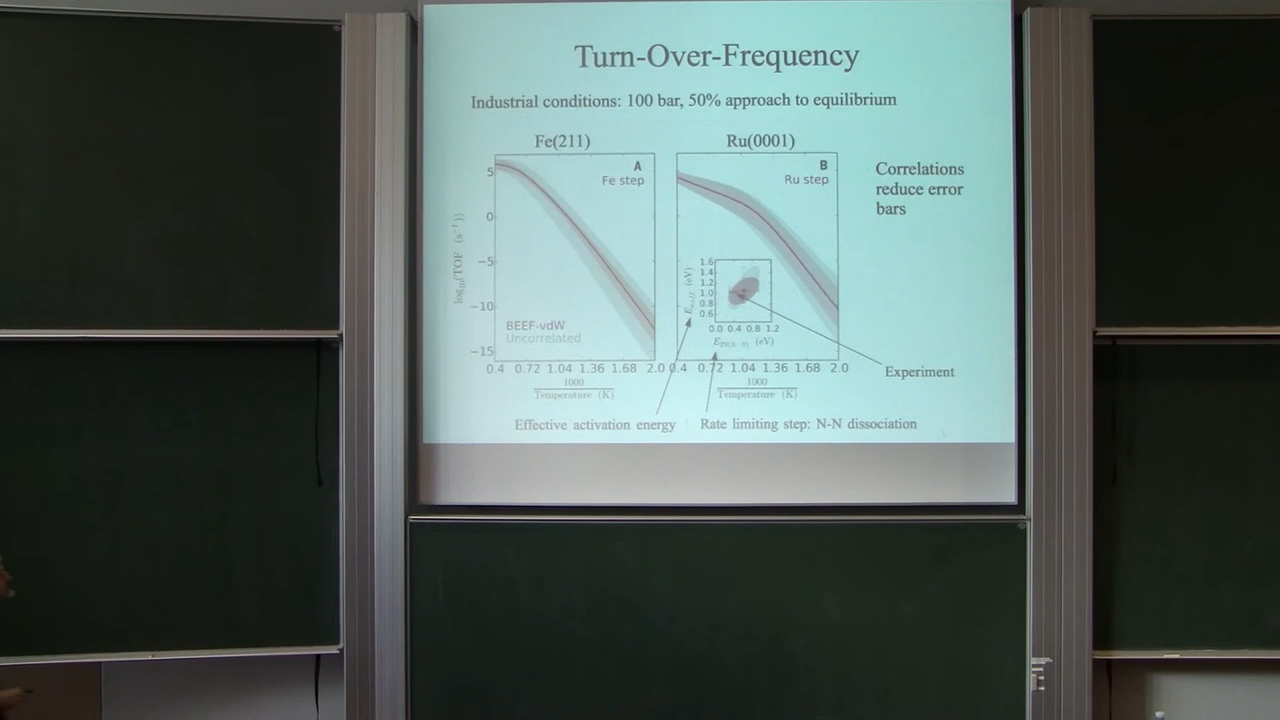 Turn-Over-Frequency
Industrial conditions: 100 bar, 50% approach to equilibrium
Fe(211)
A
Fe step
5
0
−5
−10
−15
log₁₀(TOF (s⁻¹))
BEEF-vdW
Uncorrelated
0.4 0.72 1.04 1.36 1.68 2.0
1000
Temperature (K)
Ru(0001)
B
Ru step
1.6
1.4
1.2
1.0
0.8
0.6
(eV)
0.0 0.4 0.8 1.2
(eV)
0.4 0.72 1.04 1.36 1.68 2.0
1000
Temperature (K)
Correlations
reduce error
bars
Experiment
Effective activation energy
Rate limiting step: N-N dissociation